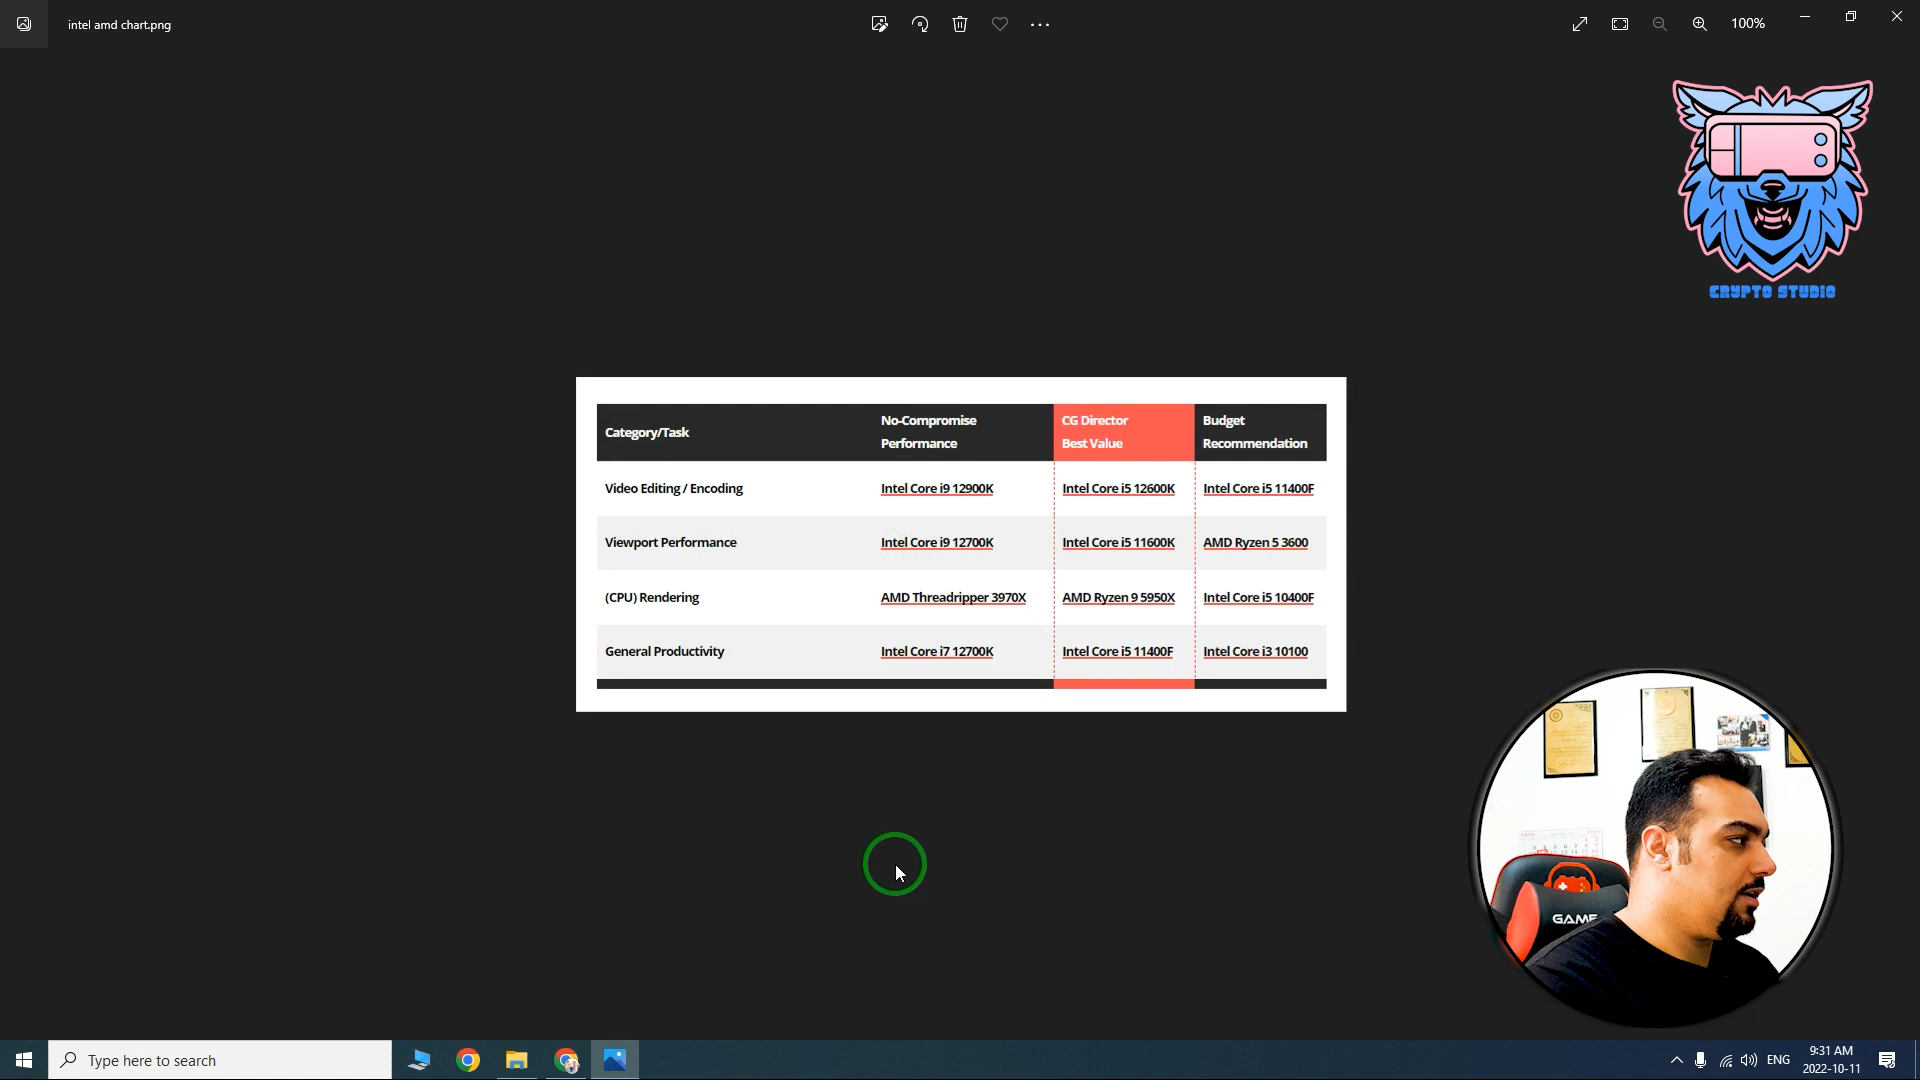 intel amd chart.png
100%
CRYPTO STUDIO
Category/Task
No-Compromise
Performance
CG Director
Best Value
Budget
Recommendation
Video Editing / Encoding
Intel Core i9 12900K
Intel Core i5 12600K
Intel Core i5 11400F
Viewport Performance
Intel Core i9 12700K
Intel Core i5 11600K
AMD Ryzen 5 3600
(CPU) Rendering
AMD Threadripper 3970X
AMD Ryzen 9 5950X
Intel Core i5 10400F
General Productivity
Intel Core i7 12700K
Intel Core i5 11400F
Intel Core i3 10100
GAME
Type here to search
ENG
9:31 AM
2022-10-11